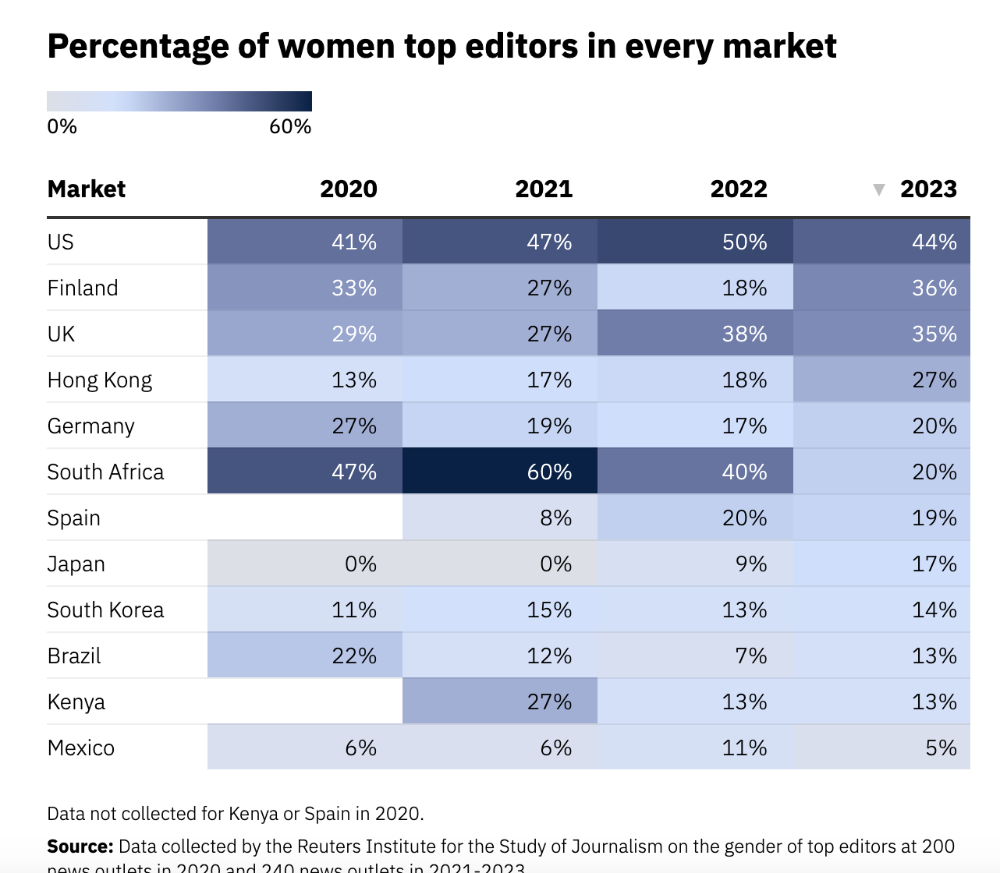 Percentage of women top editors in every market
0% 60%
Market 2020 2021 2022 ▼ 2023
US 41% 47% 50% 44%
Finland 33% 27% 18% 36%
UK 29% 27% 38% 35%
Hong Kong 13% 17% 18% 27%
Germany 27% 19% 17% 20%
South Africa 47% 60% 40% 20%
Spain 8% 20% 19%
Japan 0% 0% 9% 17%
South Korea 11% 15% 13% 14%
Brazil 22% 12% 7% 13%
Kenya 27% 13% 13%
Mexico 6% 6% 11% 5%
Data not collected for Kenya or Spain in 2020.
Source: Data collected by the Reuters Institute for the Study of Journalism on the gender of top editors at 200
news outlets in 2020 and 240 news outlets in 2021-2023